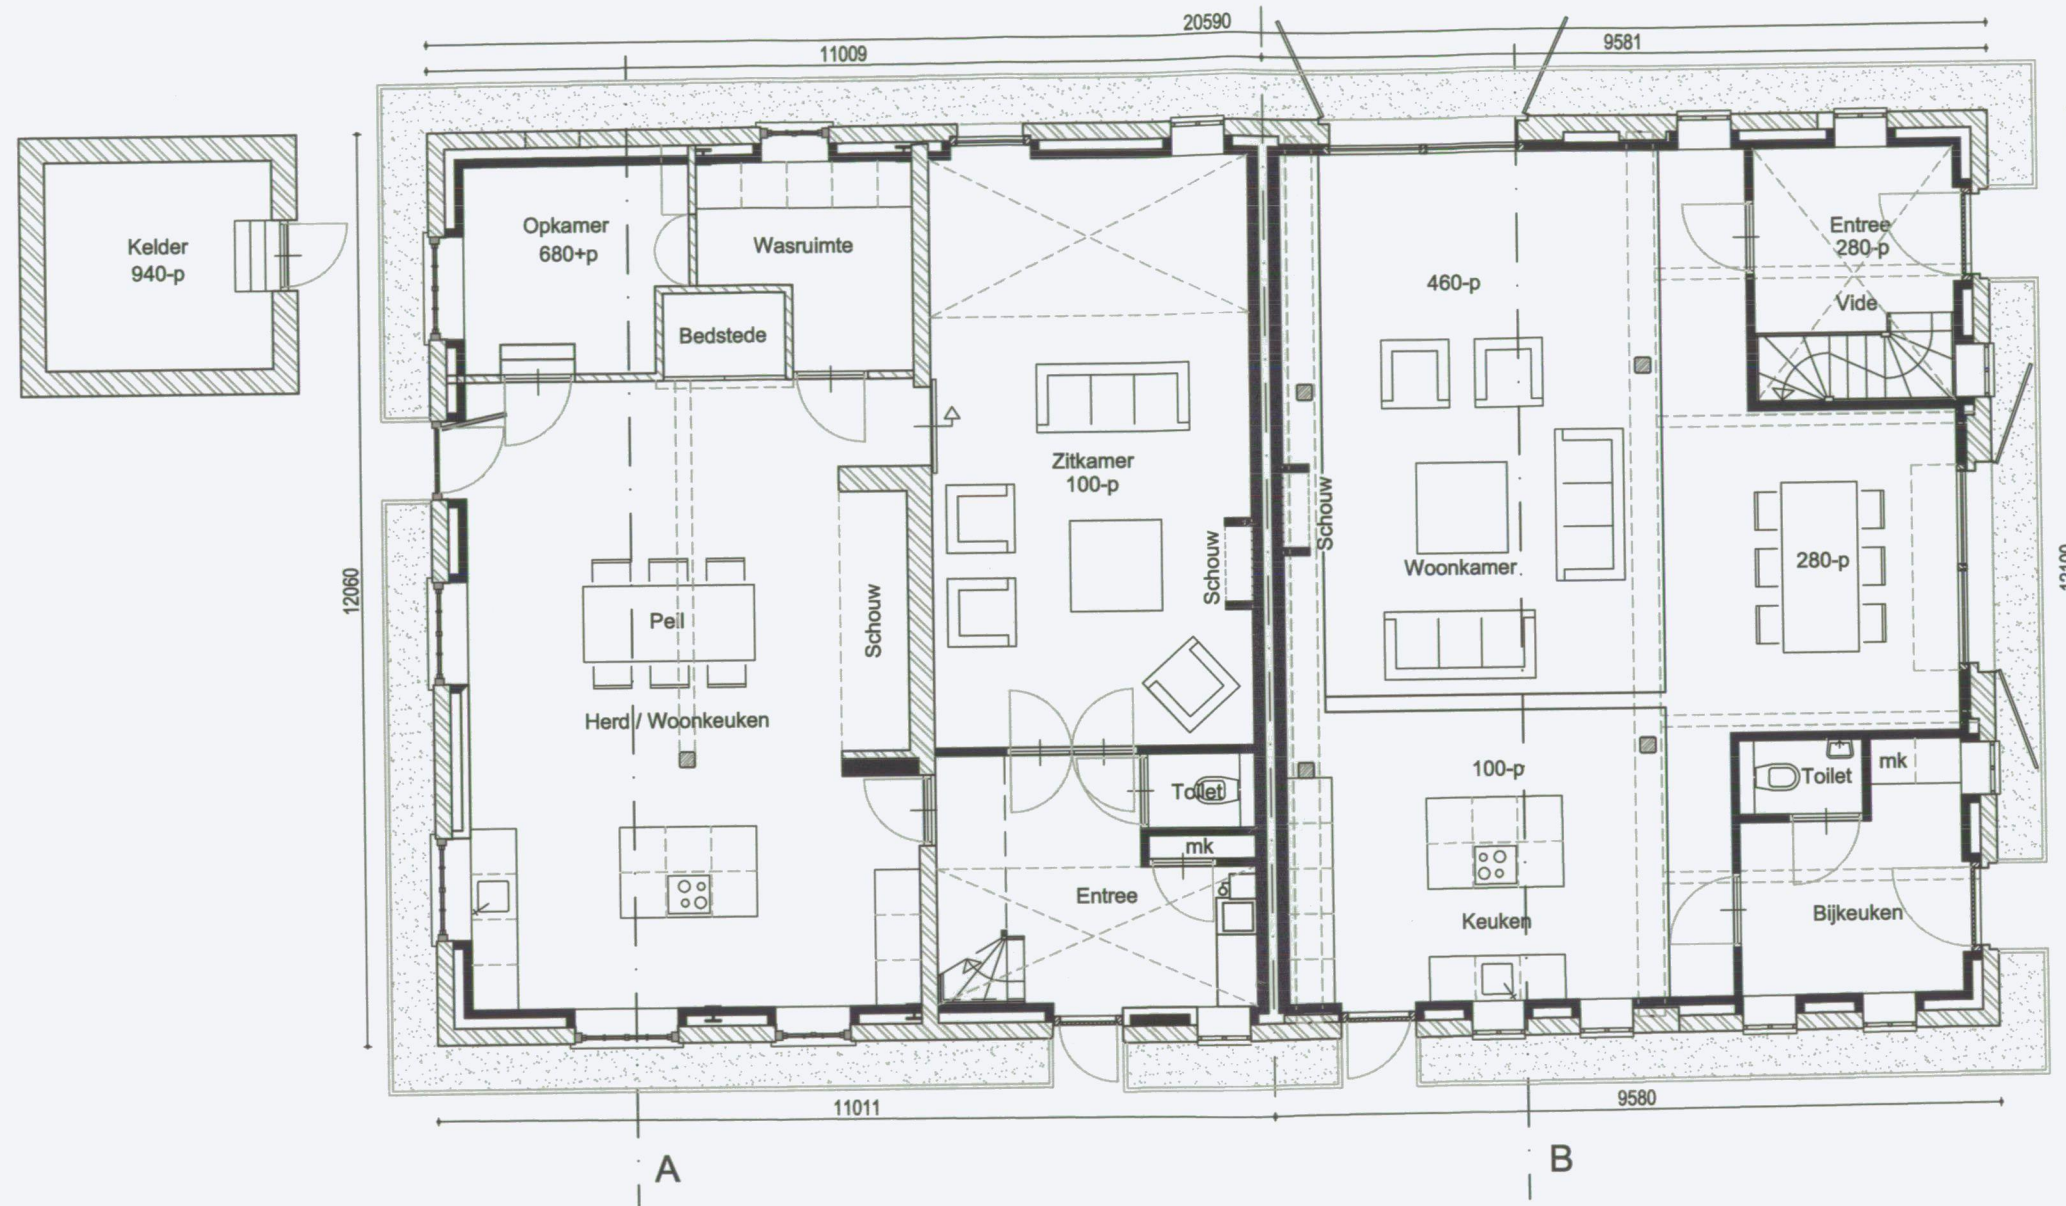 20590
11009
9581
Kelder
940-p
Opkamer
680+p
Wasruimte
Bedstede
460-p
Entree
280-p
Vide
Zitkamer
100-p
Schouw
Schouw
Schouw
Woonkamer
280-p
12060
12100
Peil
Herd / Woonkeuken
100-p
Toilet
mk
Toilet
mk
Entree
Keuken
Bijkeuken
11011
9580
A
B